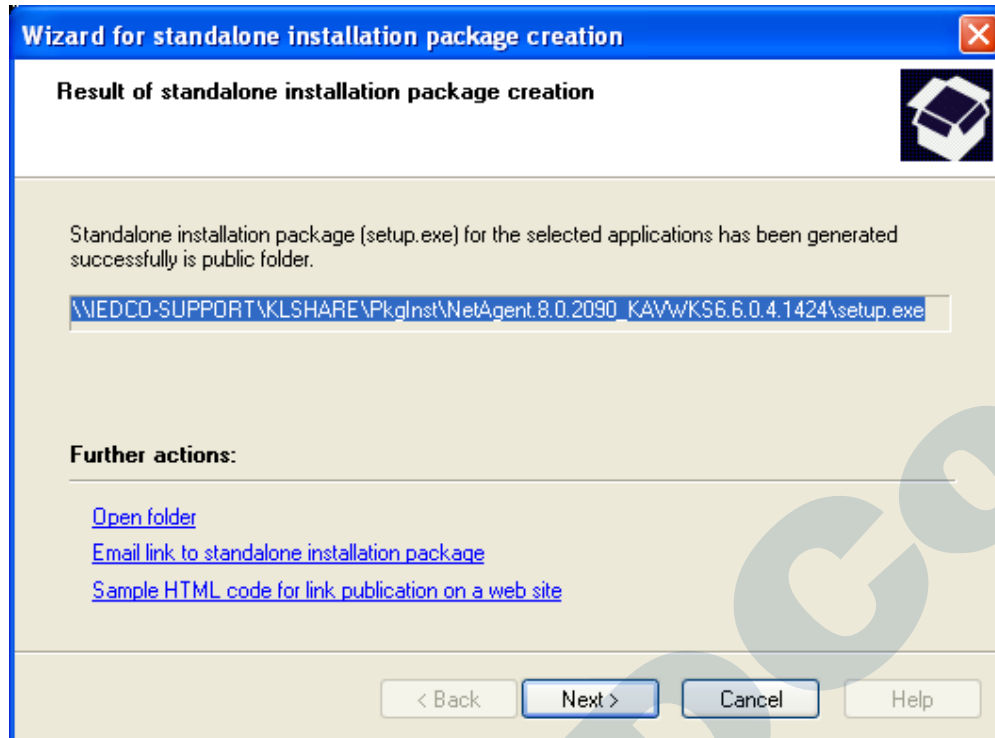 Wizard for standalone installation package creation
Result of standalone installation package creation
Standalone installation package (setup.exe) for the selected applications has been generated
successfully is public folder.
\\IEDCO-SUPPORT\KLSHARE\PkgInst\NetAgent.8.0.2090_KAVWKS6.6.0.4.1424\setup.exe
Further actions:
Open folder
Email link to standalone installation package
Sample HTML code for link publication on a web site
< Back
Next >
Cancel
Help